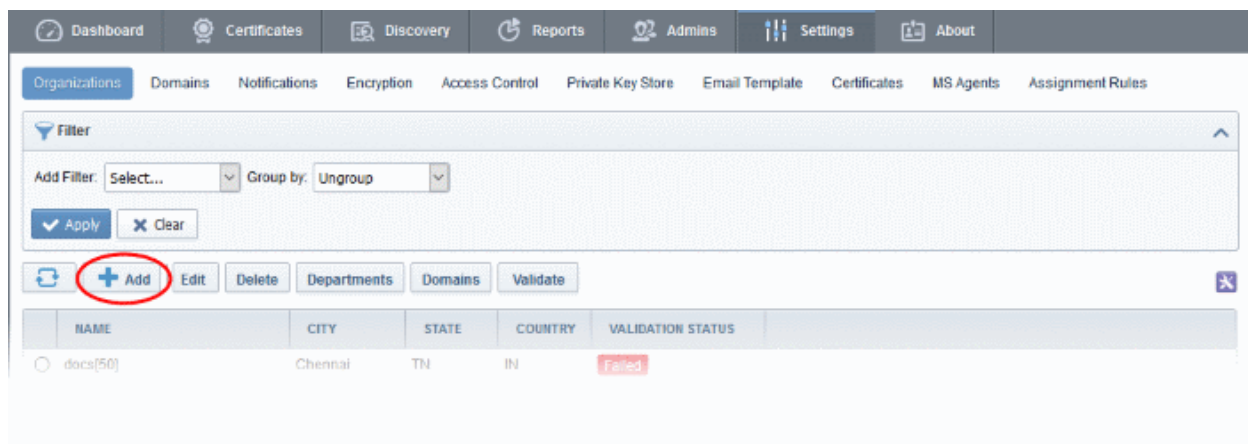 Dashboard Certificates Discovery Reports Admins Settings About
Organizations Domains Notifications Encryption Access Control Private Key Store Email Template Certificates MS Agents Assignment Rules
Filter
Add Filter: Select... Group by: Ungroup
Apply Clear
Add Edit Delete Departments Domains Validate
NAME CITY STATE COUNTRY VALIDATION STATUS
docs[50] Chennai TN IN Failed